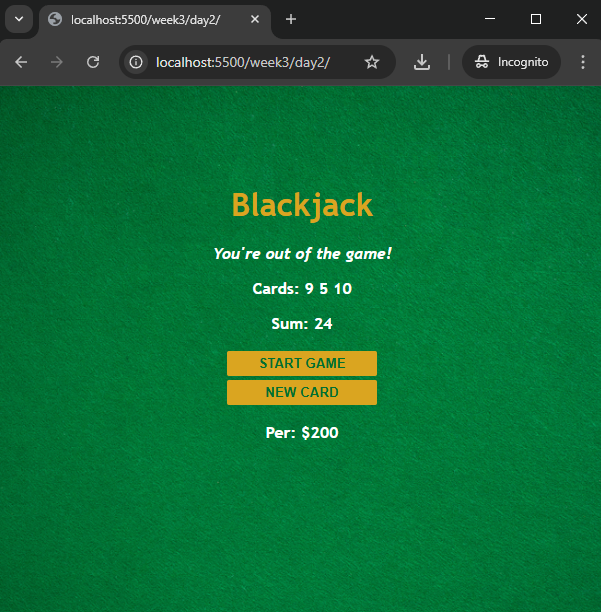 localhost:5500/week3/day2/
localhost:5500/week3/day2/
Incognito
Blackjack
You're out of the game!
Cards: 9 5 10
Sum: 24
START GAME
NEW CARD
Per: $200